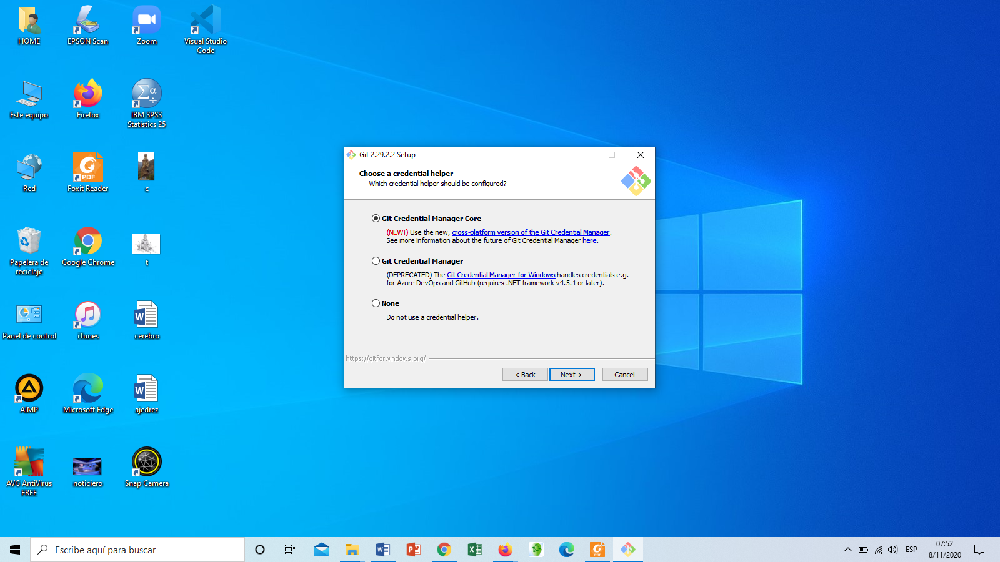 HOME
EPSON Scan
Zoom
Visual Studio
Code
Este equipo
Firefox
IBM SPSS
Statistics 25
Red
Foxit Reader
c
Papelera de
reciclaje
Google Chrome
t
Panel de control
iTunes
cerebro
AIMP
Microsoft Edge
ajedrez
AVG AntiVirus
FREE
noticiero
Snap Camera
Git 2.29.2.2 Setup
Choose a credential helper
Which credential helper should be configured?
Git Credential Manager Core
(NEW!) Use the new, cross-platform version of the Git Credential Manager.
See more information about the future of Git Credential Manager here.
Git Credential Manager
(DEPRECATED) The Git Credential Manager for Windows handles credentials e.g.
for Azure DevOps and GitHub (requires .NET framework v4.5.1 or later).
None
Do not use a credential helper.
https://gitforwindows.org/
< Back
Next >
Cancel
Escribe aquí para buscar
ESP
07:52
8/11/2020